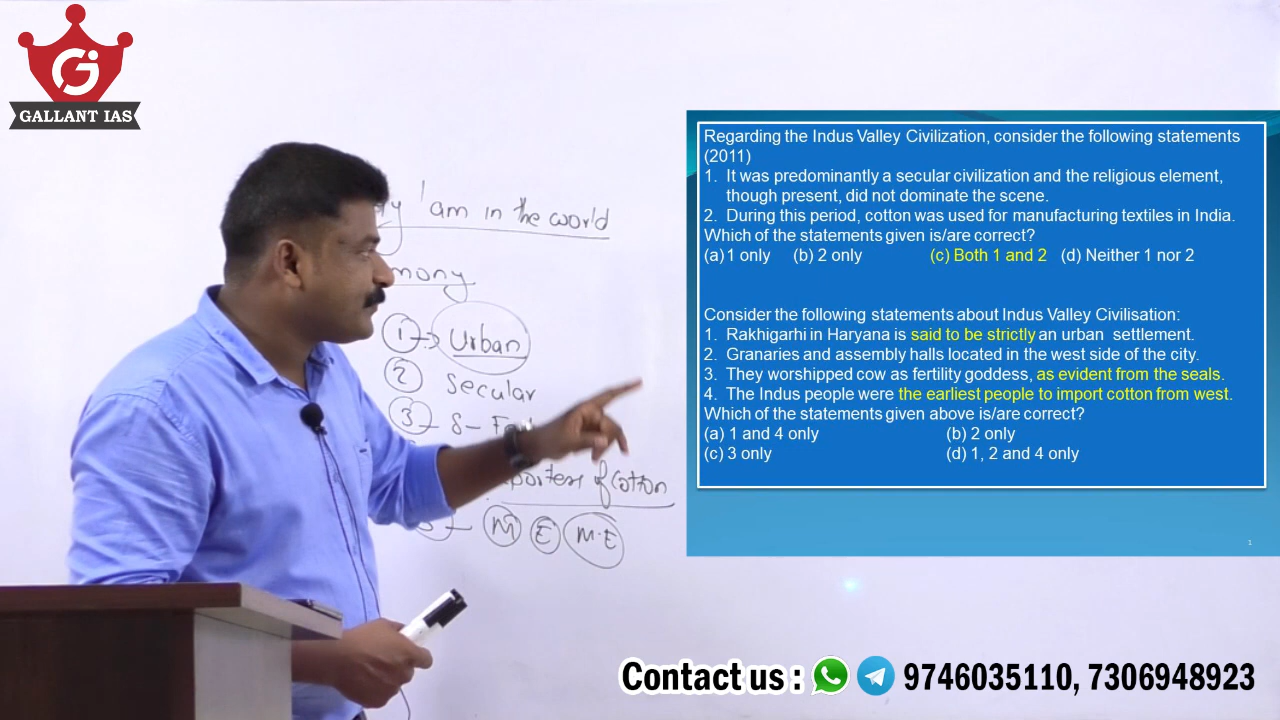 GALLANT IAS
I am in the world
mony
1 → Urban
2 Secular
3 - 8 -
of Cotton
M E M.E
Regarding the Indus Valley Civilization, consider the following statements
(2011)
1. It was predominantly a secular civilization and the religious element,
though present, did not dominate the scene.
2. During this period, cotton was used for manufacturing textiles in India.
Which of the statements given is/are correct?
(a) 1 only (b) 2 only (c) Both 1 and 2 (d) Neither 1 nor 2
Consider the following statements about Indus Valley Civilisation:
1. Rakhigarhi in Haryana is said to be strictly an urban settlement.
2. Granaries and assembly halls located in the west side of the city.
3. They worshipped cow as fertility goddess, as evident from the seals.
4. The Indus people were the earliest people to import cotton from west.
Which of the statements given above is/are correct?
(a) 1 and 4 only (b) 2 only
(c) 3 only (d) 1, 2 and 4 only
1
Contact us : 9746035110, 7306948923